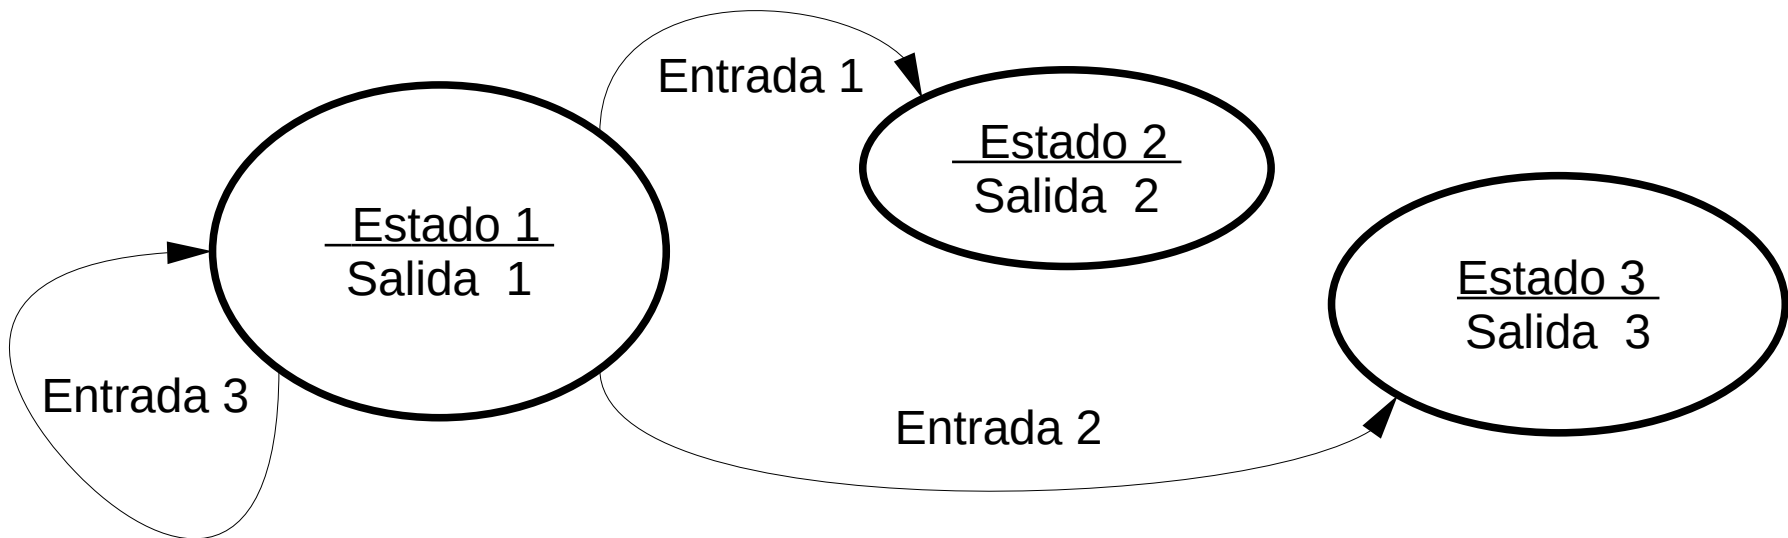 Entrada 1
Estado 2
Salida 2
Estado 1
Salida 1
Estado 3
Salida 3
Entrada 3
Entrada 2